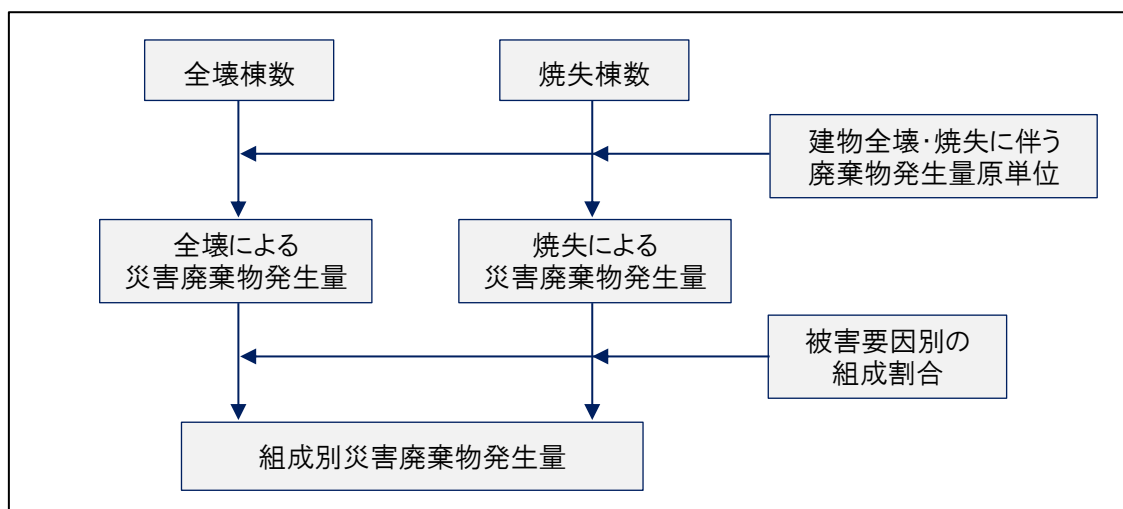 全壊棟数
焼失棟数
建物全壊・焼失に伴う
廃棄物発生量原単位
全壊による
災害廃棄物発生量
焼失による
災害廃棄物発生量
被害要因別の
組成割合
組成別災害廃棄物発生量